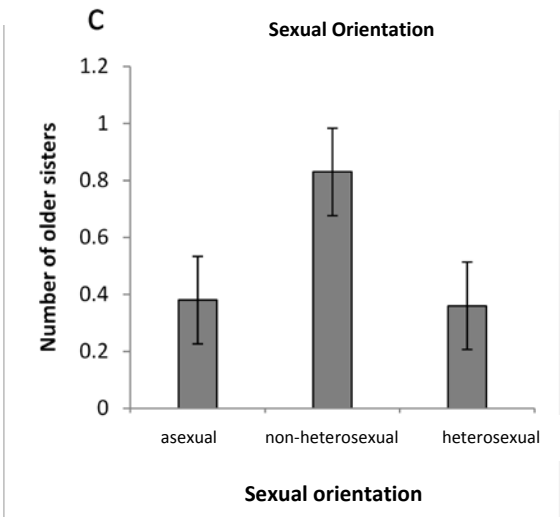 C
Sexual Orientation
Number of older sisters
1.2
1
0.8
0.6
0.4
0.2
0
asexual non-heterosexual heterosexual
Sexual orientation